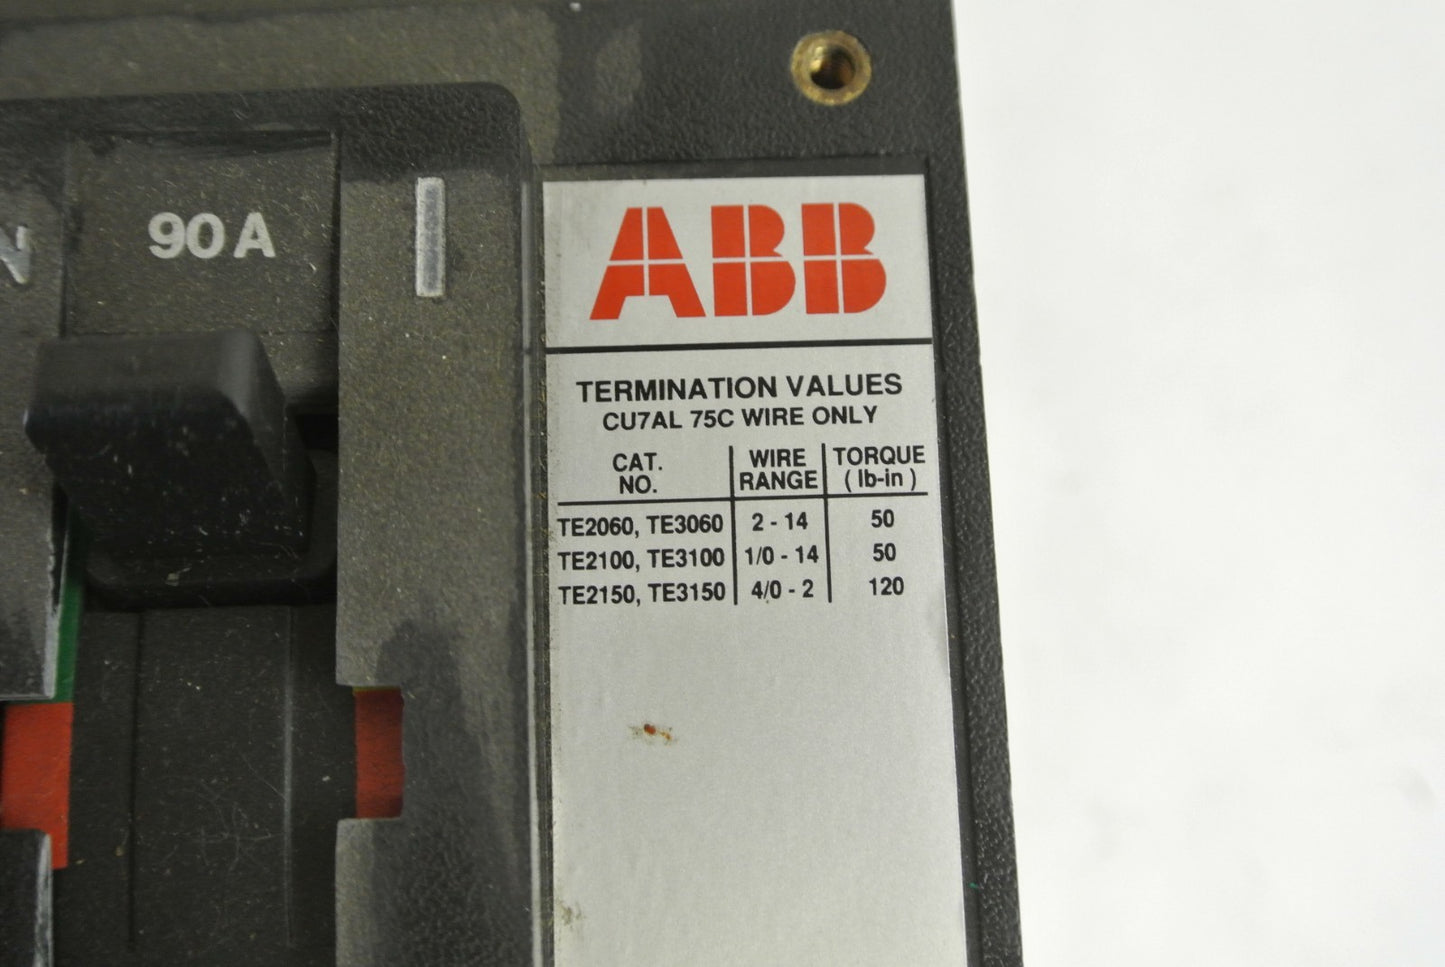 90 A
N
ABB
TERMINATION VALUES
CU7AL 75C WIRE ONLY
CAT. NO. WIRE RANGE TORQUE (lb-in)
TE2060, TE3060 2 - 14 50
TE2100, TE3100 1/0 - 14 50
TE2150, TE3150 4/0 - 2 120